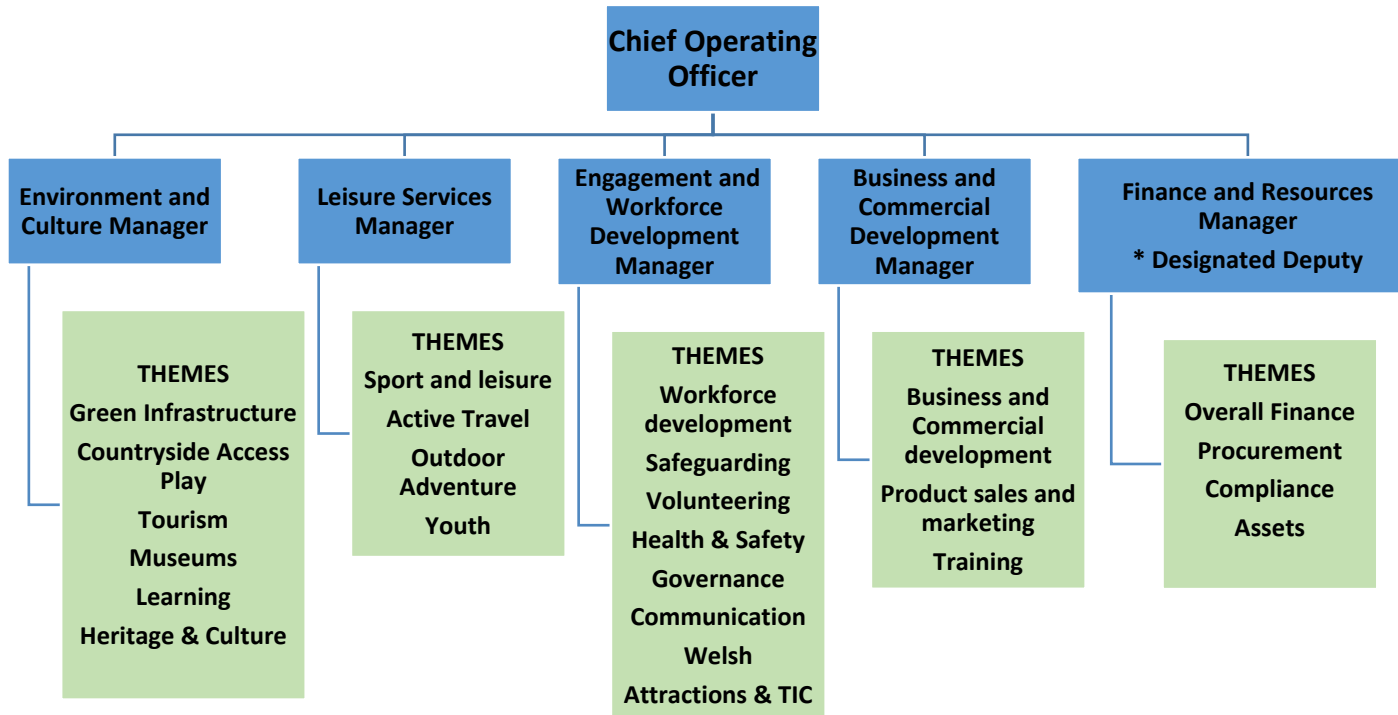 Chief Operating
Officer
Environment and
Culture Manager
Leisure Services
Manager
Engagement and
Workforce
Development
Manager
Business and
Commercial
Development
Manager
Finance and Resources
Manager
* Designated Deputy
THEMES
Green Infrastructure
Countryside Access
Play
Tourism
Museums
Learning
Heritage & Culture
THEMES
Sport and leisure
Active Travel
Outdoor
Adventure
Youth
THEMES
Workforce
development
Safeguarding
Volunteering
Health & Safety
Governance
Communication
Welsh
Attractions & TIC
THEMES
Business and
Commercial
development
Product sales and
marketing
Training
THEMES
Overall Finance
Procurement
Compliance
Assets